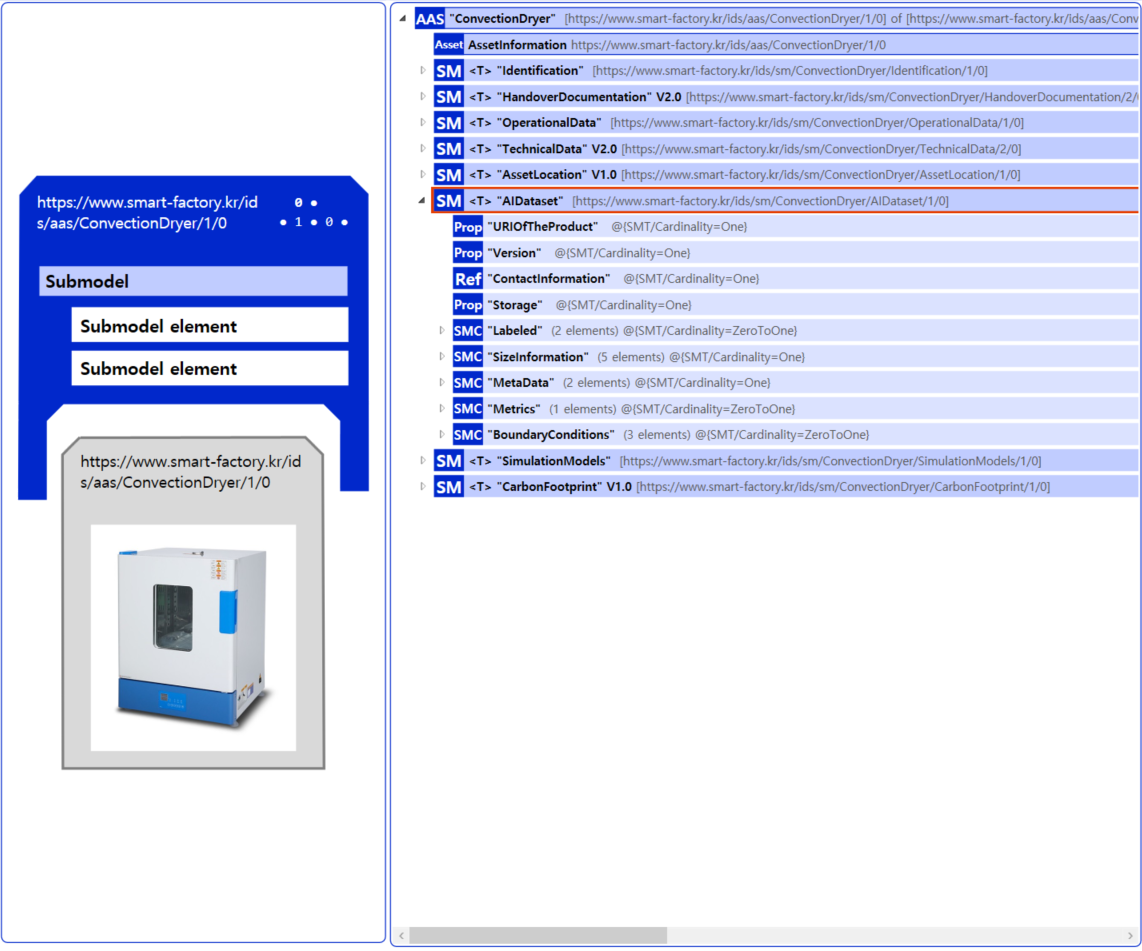 https://www.smart-factory.kr/id
s/aas/ConvectionDryer/1/0
0 ●
● 1 ● 0 ●
Submodel
Submodel element
Submodel element
https://www.smart-factory.kr/id
s/aas/ConvectionDryer/1/0
AAS "ConvectionDryer" [https://www.smart-factory.kr/ids/aas/ConvectionDryer/1/0] of [https://www.smart-factory.kr/ids/aas/Conv
Asset AssetInformation https://www.smart-factory.kr/ids/aas/ConvectionDryer/1/0
SM <T> "Identification" [https://www.smart-factory.kr/ids/sm/ConvectionDryer/Identification/1/0]
SM <T> "HandoverDocumentation" V2.0 [https://www.smart-factory.kr/ids/sm/ConvectionDryer/HandoverDocumentation/2/
SM <T> "OperationalData" [https://www.smart-factory.kr/ids/sm/ConvectionDryer/OperationalData/1/0]
SM <T> "TechnicalData" V2.0 [https://www.smart-factory.kr/ids/sm/ConvectionDryer/TechnicalData/2/0]
SM <T> "AssetLocation" V1.0 [https://www.smart-factory.kr/ids/sm/ConvectionDryer/AssetLocation/1/0]
SM <T> "AIDataset" [https://www.smart-factory.kr/ids/sm/ConvectionDryer/AIDataset/1/0]
Prop "URIOfTheProduct" @{SMT/Cardinality=One}
Prop "Version" @{SMT/Cardinality=One}
Ref "ContactInformation" @{SMT/Cardinality=One}
Prop "Storage" @{SMT/Cardinality=One}
SMC "Labeled" (2 elements) @{SMT/Cardinality=ZeroToOne}
SMC "SizeInformation" (5 elements) @{SMT/Cardinality=One}
SMC "MetaData" (2 elements) @{SMT/Cardinality=One}
SMC "Metrics" (1 elements) @{SMT/Cardinality=ZeroToOne}
SMC "BoundaryConditions" (3 elements) @{SMT/Cardinality=ZeroToOne}
SM <T> "SimulationModels" [https://www.smart-factory.kr/ids/sm/ConvectionDryer/SimulationModels/1/0]
SM <T> "CarbonFootprint" V1.0 [https://www.smart-factory.kr/ids/sm/ConvectionDryer/CarbonFootprint/1/0]